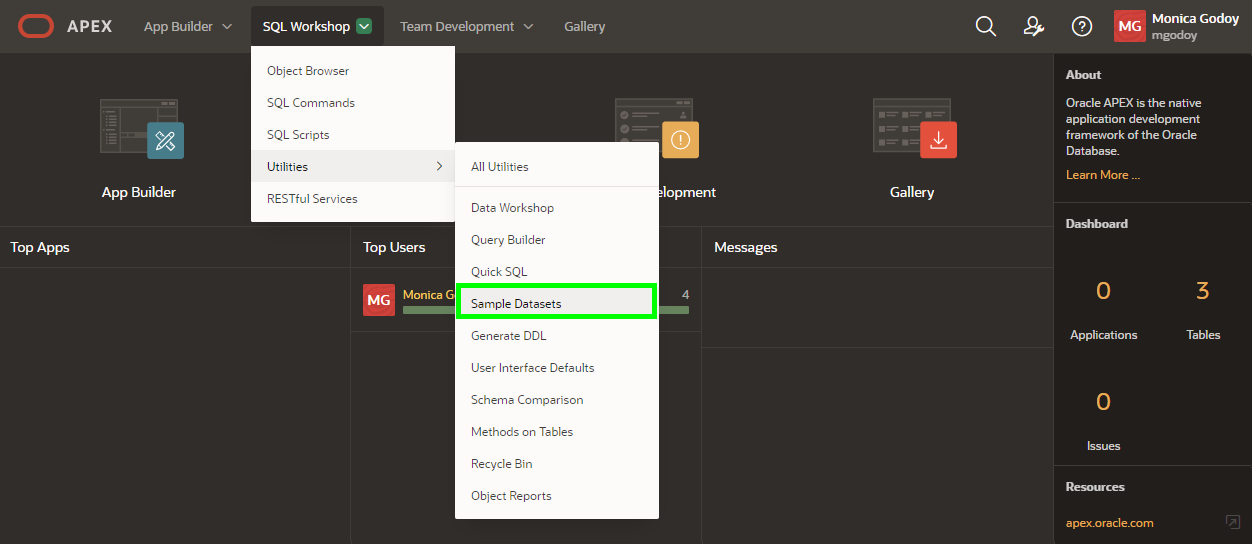 APEX App Builder SQL Workshop Team Development Gallery
Monica Godoy
MG
mgodoy
Object Browser
SQL Commands
SQL Scripts
Utilities
RESTful Services
All Utilities
Data Workshop
Query Builder
Quick SQL
Sample Datasets
Generate DDL
User Interface Defaults
Schema Comparison
Methods on Tables
Recycle Bin
Object Reports
App Builder
Gallery
Top Apps
Top Users
MG
Monica G
4
Messages
About
Oracle APEX is the native
application development
framework of the Oracle
Database.
Learn More ...
Dashboard
0
Applications
3
Tables
0
Issues
Resources
apex.oracle.com